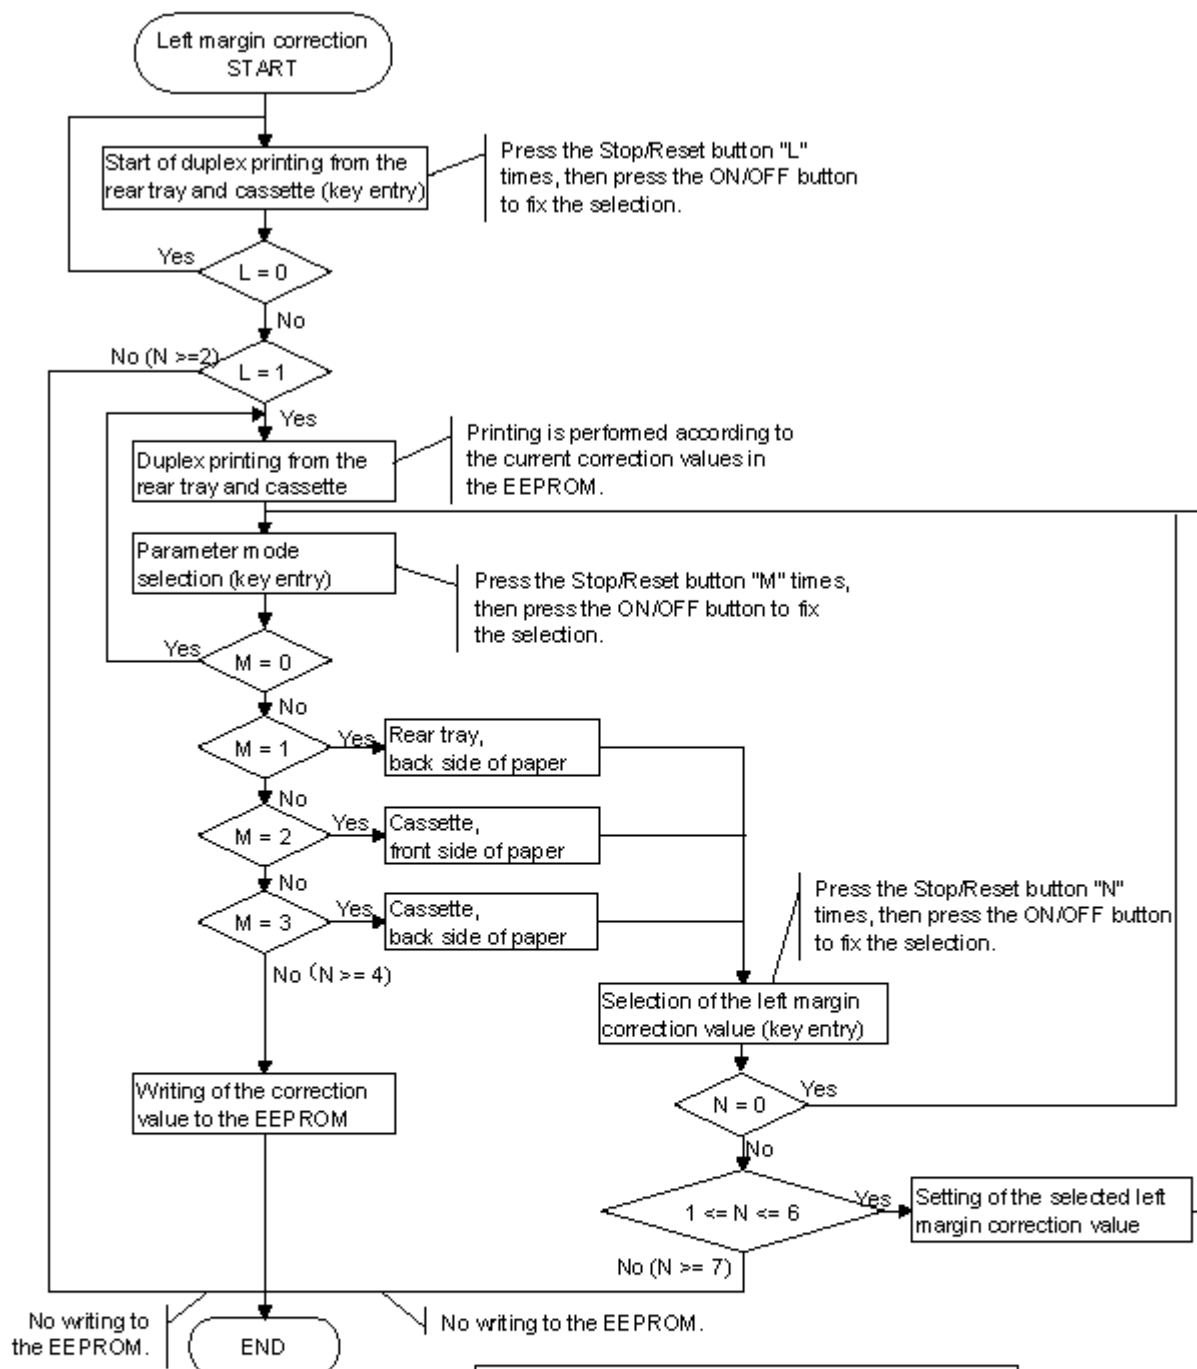 Left margin correction
START
Start of duplex printing from the
rear tray and cassette (key entry)
Press the Stop/Reset button "L"
times, then press the ON/OFF button
to fix the selection.
Yes
L = 0
No
No (N >=2)
L = 1
Yes
Duplex printing from the
rear tray and cassette
Printing is performed according to
the current correction values in
the EEPROM.
Parameter mode
selection (key entry)
Press the Stop/Reset button "M" times,
then press the ON/OFF button to fix
the selection.
Yes
M = 0
No
M = 1
Yes
Rear tray,
back side of paper
No
M = 2
Yes
Cassette,
front side of paper
No
M = 3
Yes
Cassette,
back side of paper
No (N >= 4)
Press the Stop/Reset button "N"
times, then press the ON/OFF button
to fix the selection.
Selection of the left margin
correction value (key entry)
Writing of the correction
value to the EEPROM
N = 0
Yes
No
1 <= N <= 6
Yes
Setting of the selected left
margin correction value
No (N >= 7)
No writing to
the EEPROM.
END
No writing to the EEPROM.